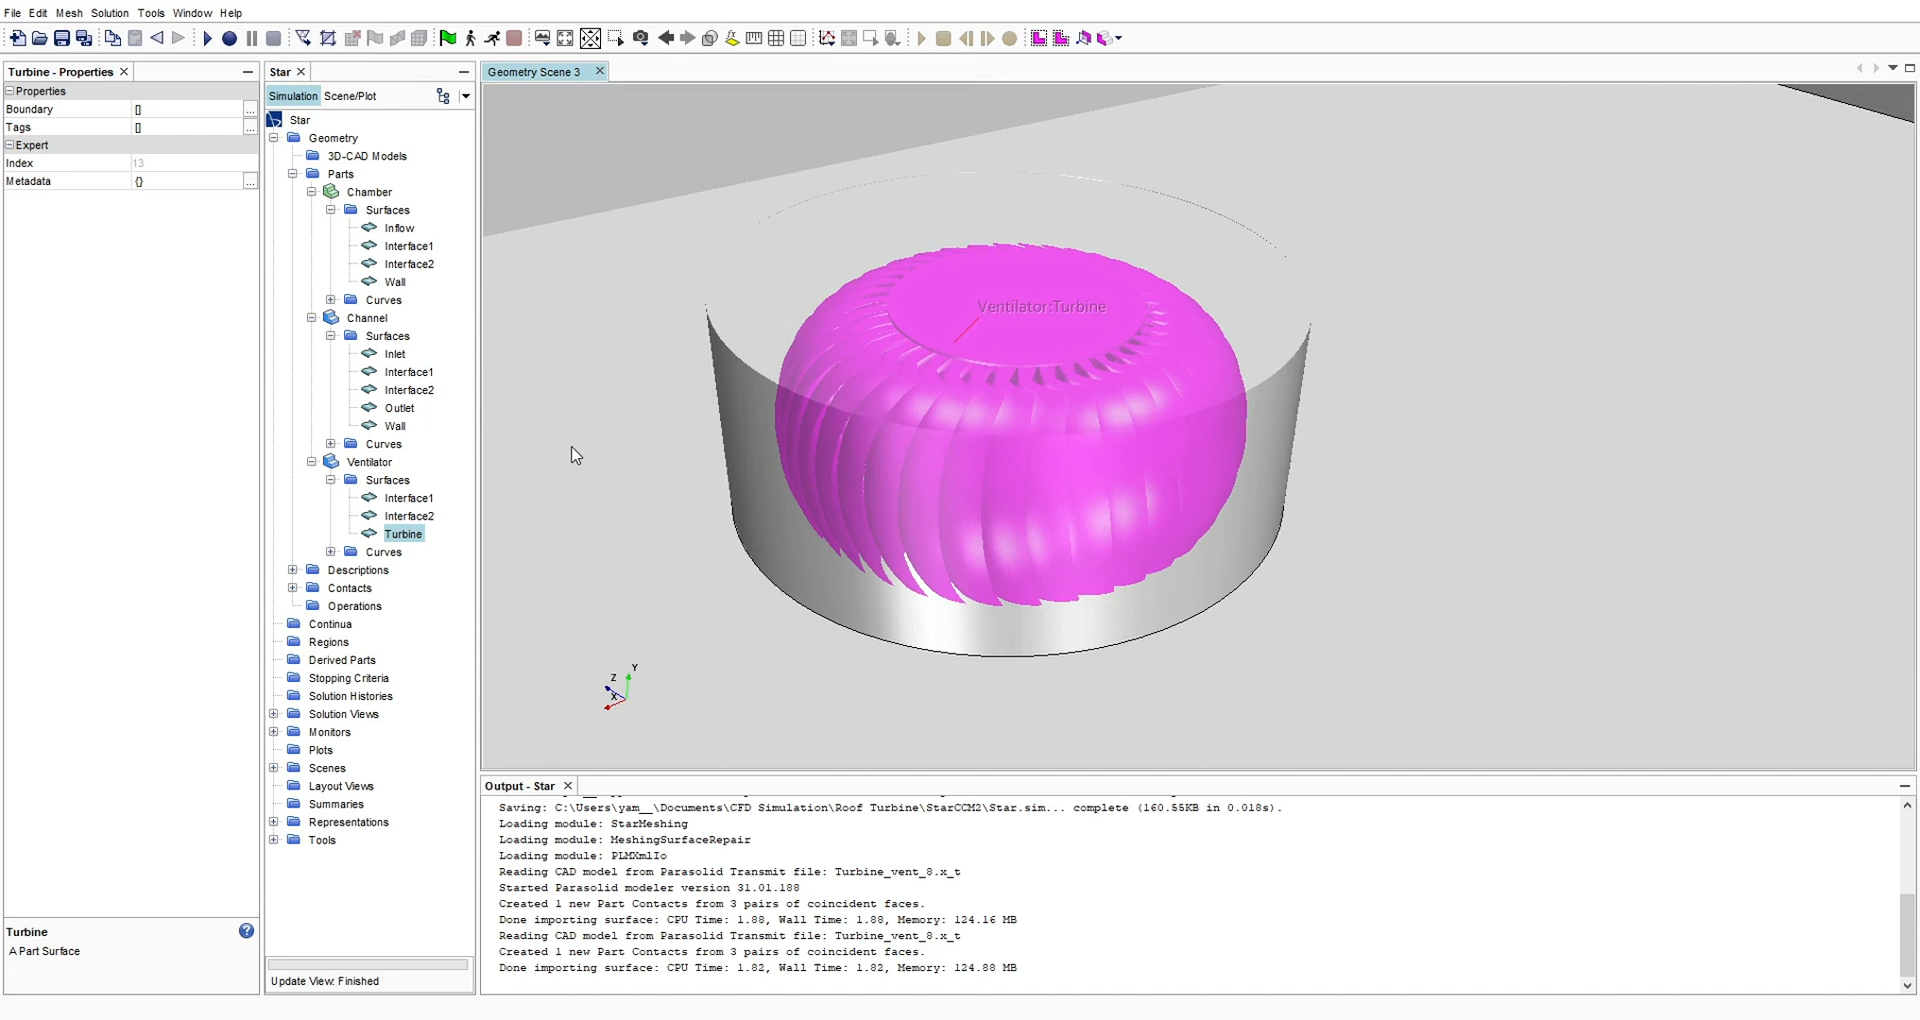 File Edit Mesh Solution Tools Window Help
Turbine - Properties
Properties
Boundary []
Tags []
Expert
Index 13
Metadata {}
Turbine
A Part Surface
Star
Simulation Scene/Plot
Star
Geometry
3D-CAD Models
Parts
Chamber
Surfaces
Inflow
Interface1
Interface2
Wall
Curves
Channel
Surfaces
Inlet
Interface1
Interface2
Outlet
Wall
Curves
Ventilator
Surfaces
Interface1
Interface2
Turbine
Curves
Descriptions
Contacts
Operations
Continua
Regions
Derived Parts
Stopping Criteria
Solution Histories
Solution Views
Monitors
Plots
Scenes
Layout Views
Summaries
Representations
Tools
Update View: Finished
Geometry Scene 3
Ventilator:Turbine
Y
Z
X
Output - Star
Saving: C:\Users\yam__\Documents\CFD Simulation\Roof Turbine\StarCCM2\Star.sim... complete (160.55KB in 0.018s).
Loading module: StarMeshing
Loading module: MeshingSurfaceRepair
Loading module: PLMXmlIo
Reading CAD model from Parasolid Transmit file: Turbine_vent_8.x_t
Started Parasolid modeler version 31.01.188
Created 1 new Part Contacts from 3 pairs of coincident faces.
Done importing surface: CPU Time: 1.88, Wall Time: 1.88, Memory: 124.16 MB
Reading CAD model from Parasolid Transmit file: Turbine_vent_8.x_t
Created 1 new Part Contacts from 3 pairs of coincident faces.
Done importing surface: CPU Time: 1.82, Wall Time: 1.82, Memory: 124.88 MB